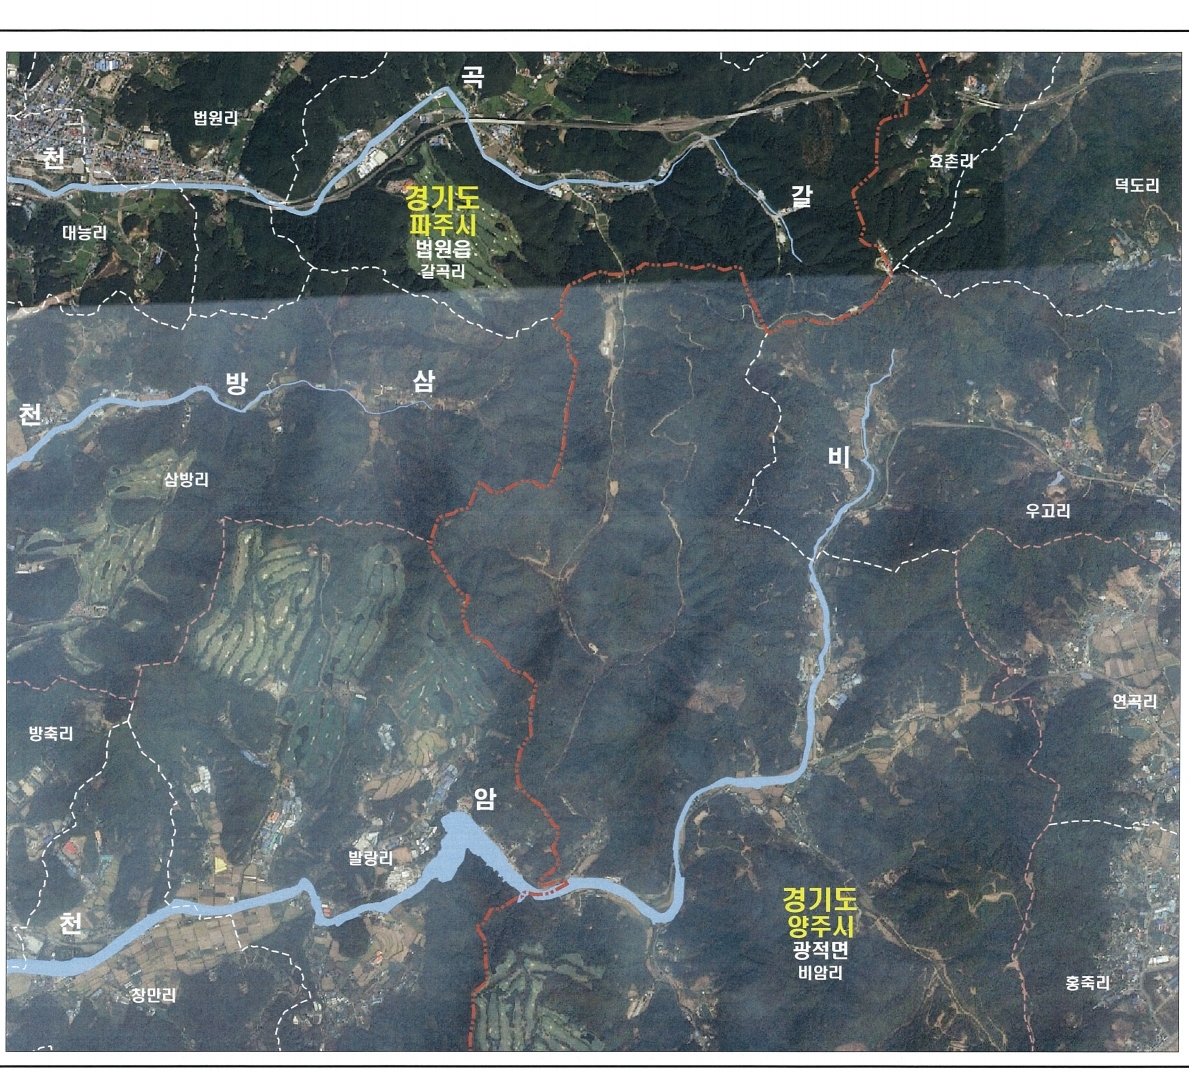 곡
법원리
천
효촌리
덕도리
갈
경기도
파주시
법원읍
갈곡리
대능리
방
삼
천
비
삼방리
우고리
연곡리
방축리
암
발랑리
경기도
양주시
광적면
비암리
천
창만리
홍죽리